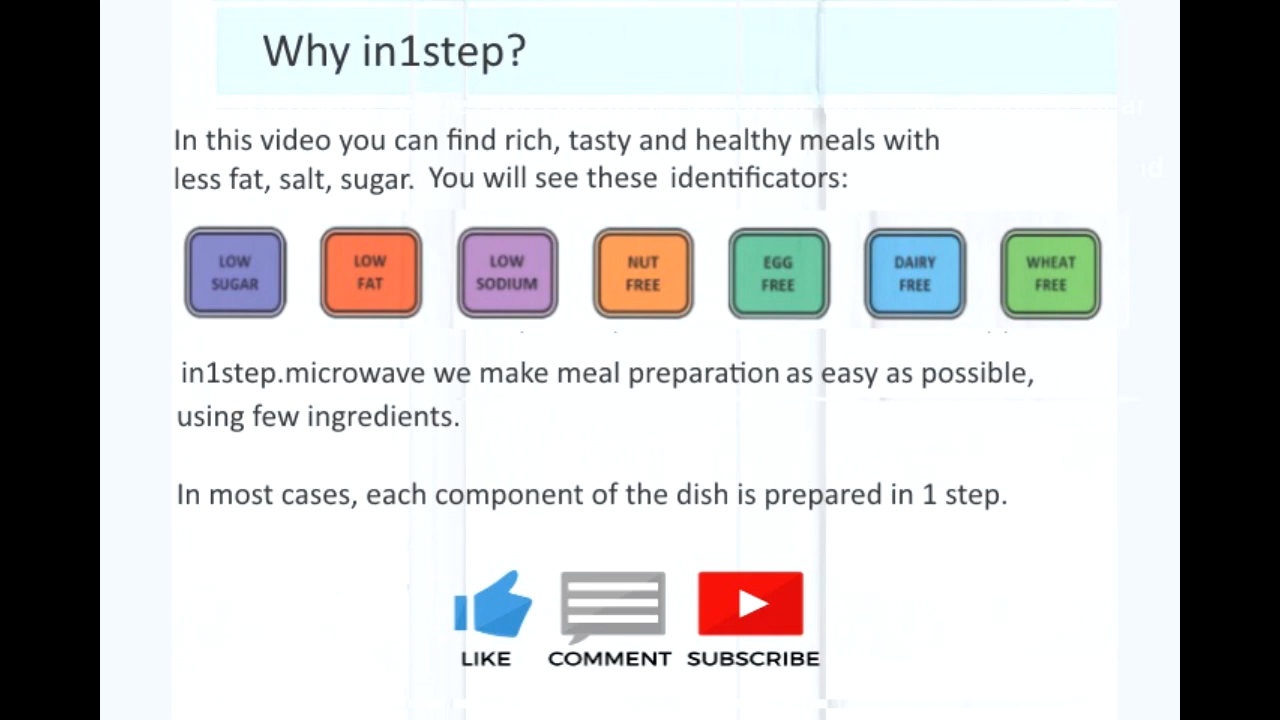 Why in1step?
In this video you can find rich, tasty and healthy meals with
less fat, salt, sugar. You will see these identificators:
LOW SUGAR
LOW FAT
LOW SODIUM
NUT FREE
EGG FREE
DAIRY FREE
WHEAT FREE
in1step.microwave we make meal preparation as easy as possible,
using few ingredients.
In most cases, each component of the dish is prepared in 1 step.
LIKE COMMENT SUBSCRIBE